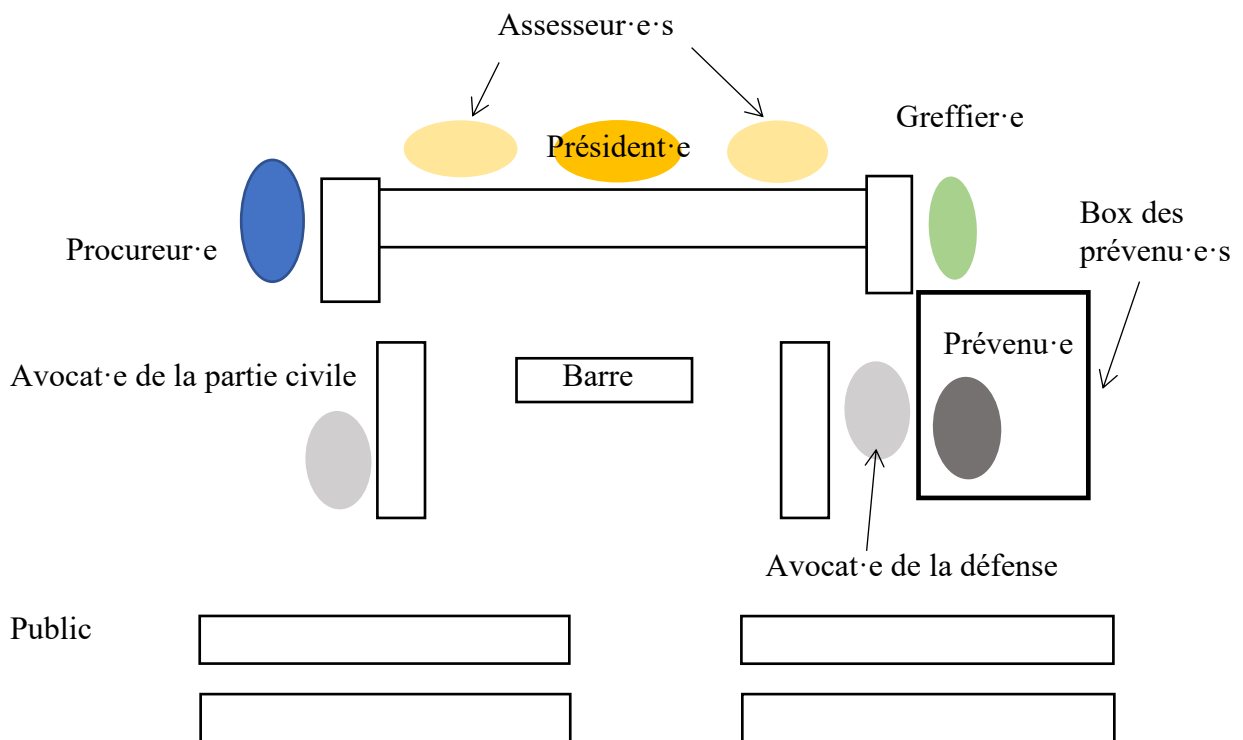 Assesseur·e·s
Greffier·e
Président·e
Box des
prévenu·e·s
Procureur·e
Prévenu·e
Avocat·e de la partie civile
Barre
Avocat·e de la défense
Public